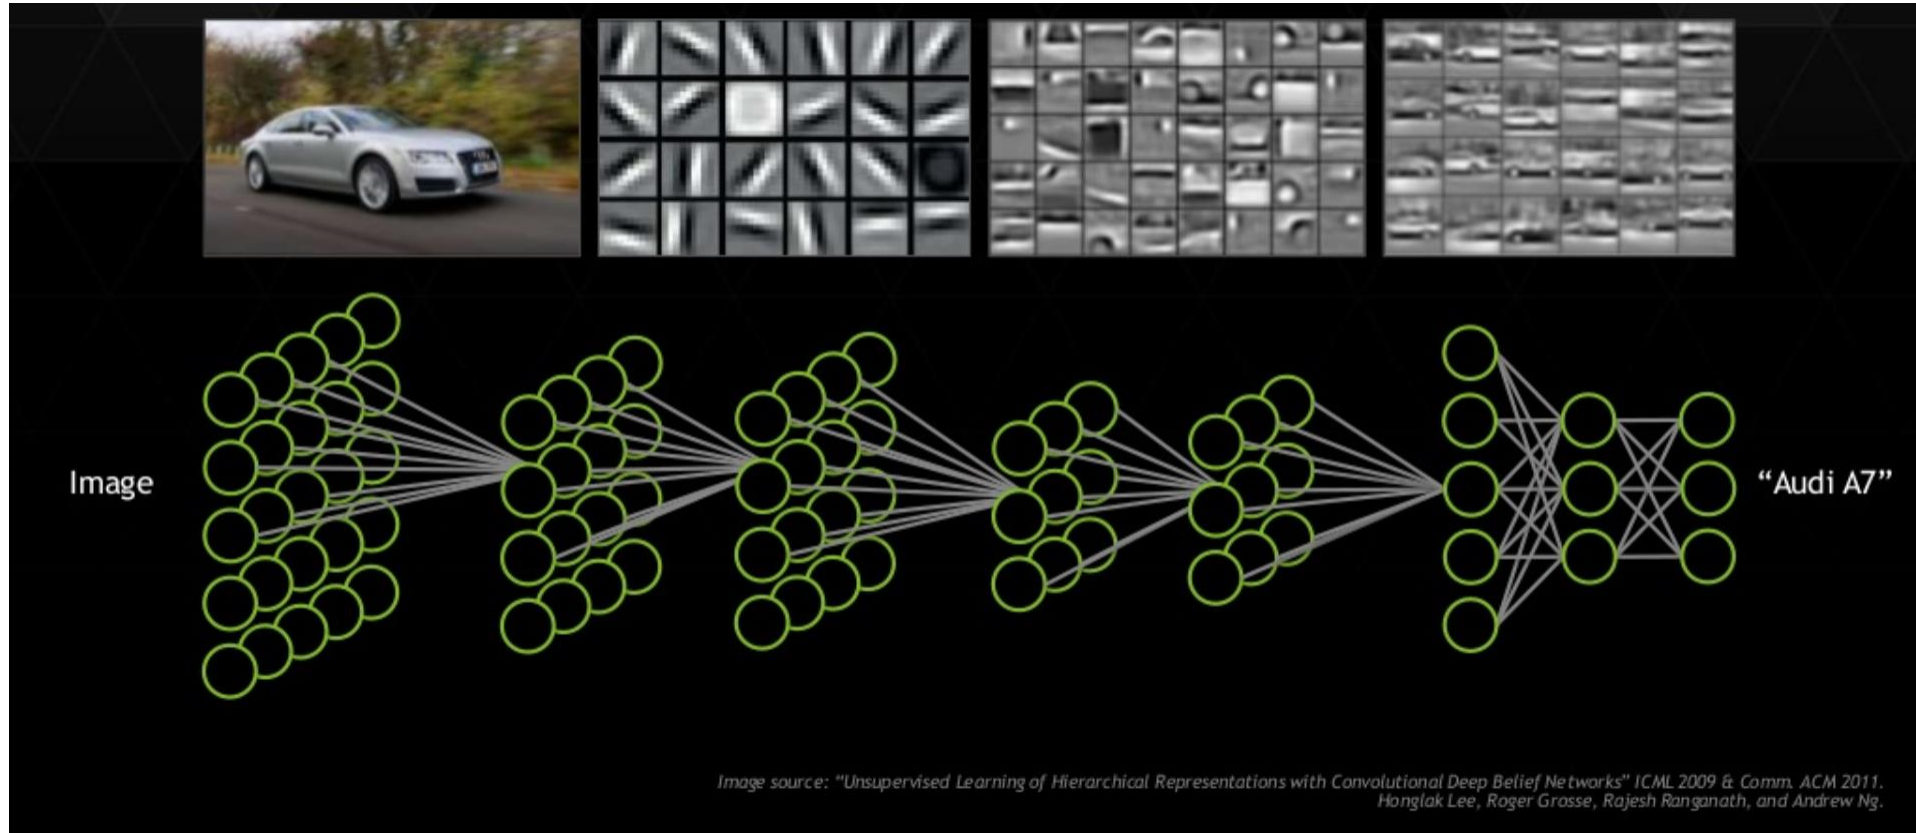 Image
“Audi A7”
Image source: “Unsupervised Learning of Hierarchical Representations with Convolutional Deep Belief Networks” ICML 2009 & Comm. ACM 2011.
Honglak Lee, Roger Grosse, Rajesh Ranganath, and Andrew Ng.